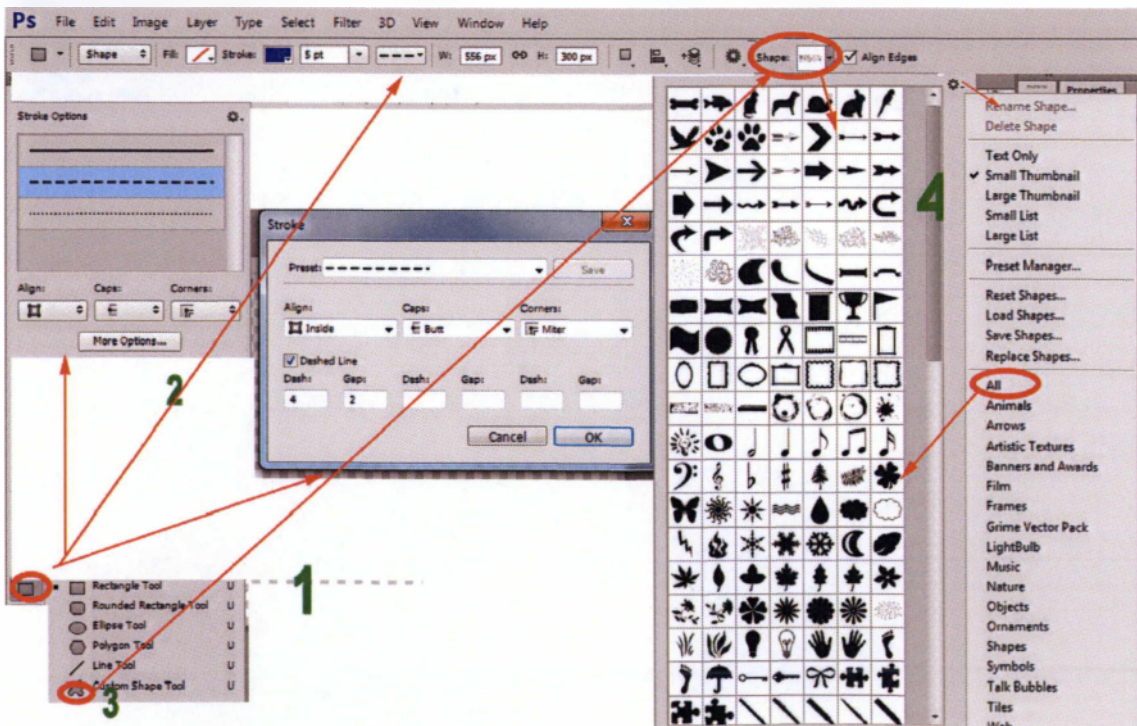 Ps File Edit Image Layer Type Select Filter 3D View Window Help
Shape Fill: Stroke: 5 pt W: 556 px H: 300 px Shape: Align Edges
Properties
Stroke Options
Align: Caps: Corners:
More Options...
2
Stroke
Preset: Save
Align: Caps: Corners:
Inside Butt Miter
Dashed Line
Dash: Gap: Dash: Gap: Dash: Gap:
4 2
Cancel OK
1
Rectangle Tool U
Rounded Rectangle Tool U
Ellipse Tool U
Polygon Tool U
Line Tool U
Custom Shape Tool U
3
4
Rename Shape...
Delete Shape
Text Only
Small Thumbnail
Large Thumbnail
Small List
Large List
Preset Manager...
Reset Shapes...
Load Shapes...
Save Shapes...
Replace Shapes...
All
Animals
Arrows
Artistic Textures
Banners and Awards
Film
Frames
Grime Vector Pack
LightBulb
Music
Nature
Objects
Ornaments
Shapes
Symbols
Talk Bubbles
Tiles
Web